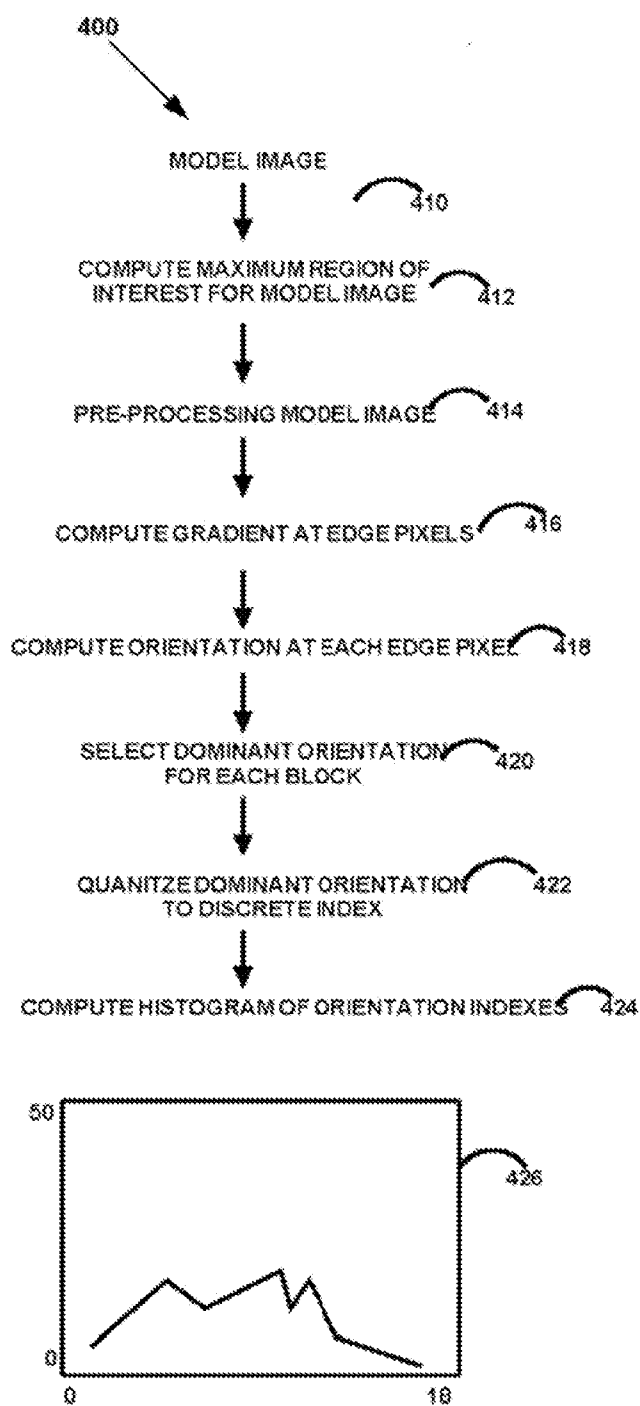 400
MODEL IMAGE
410
COMPUTE MAXIMUM REGION OF
INTEREST FOR MODEL IMAGE
412
PRE-PROCESSING MODEL IMAGE
414
COMPUTE GRADIENT AT EDGE PIXELS
416
COMPUTE ORIENTATION AT EACH EDGE PIXEL
418
SELECT DOMINANT ORIENTATION
FOR EACH BLOCK
420
QUANITZE DOMINANT ORIENTATION
TO DISCRETE INDEX
422
COMPUTE HISTOGRAM OF ORIENTATION INDEXES
424
50
426
0
0
18